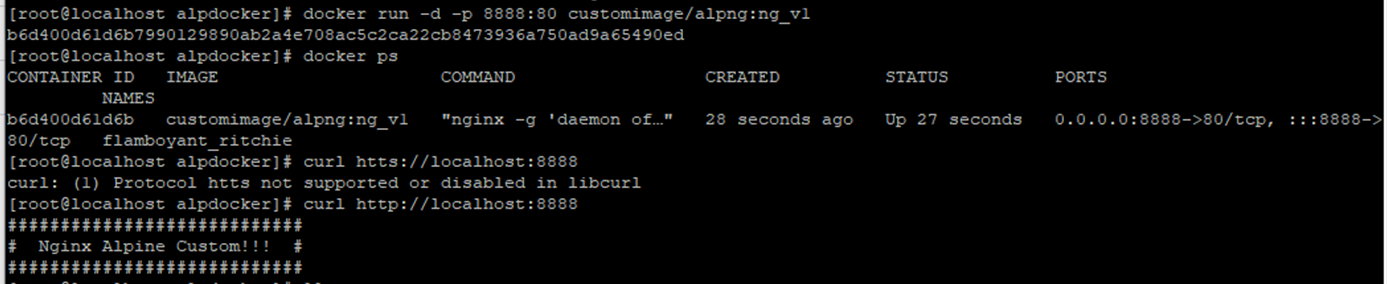 [root@localhost alpdocker]# docker run -d -p 8888:80 customimage/alpng:ng_v1
b6d400d61d6b7990129890ab2a4e708ac5c2ca22cb8473936a750ad9a65490ed
[root@localhost alpdocker]# docker ps
CONTAINER ID   IMAGE                     COMMAND                  CREATED          STATUS          PORTS
         NAMES
b6d400d61d6b   customimage/alpng:ng_v1   "nginx -g 'daemon of…"   28 seconds ago   Up 27 seconds   0.0.0.0:8888->80/tcp, :::8888->
80/tcp   flamboyant_ritchie
[root@localhost alpdocker]# curl htts://localhost:8888
curl: (1) Protocol htts not supported or disabled in libcurl
[root@localhost alpdocker]# curl http://localhost:8888
############################
#  Nginx Alpine Custom!!!  #
############################